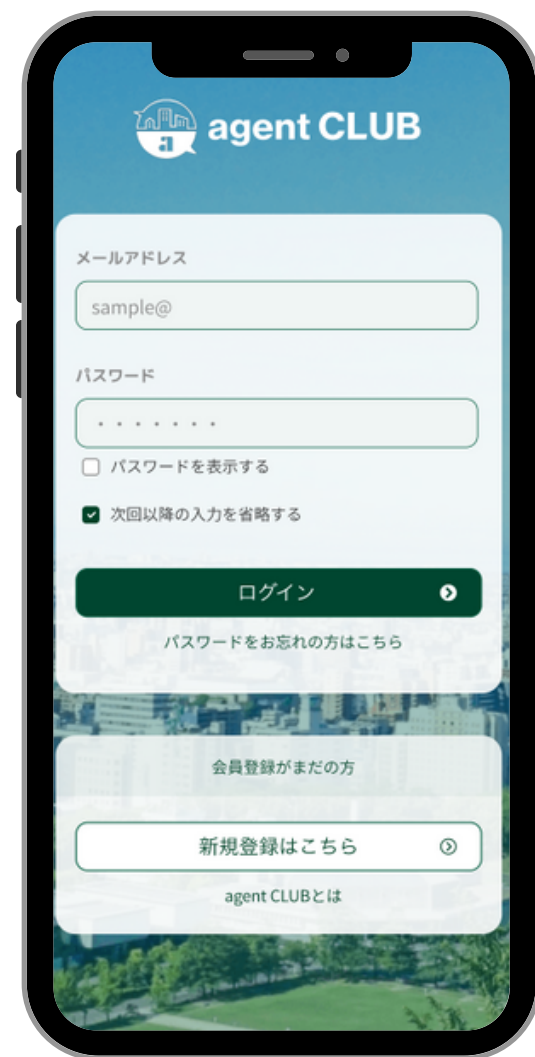 agent CLUB
メールアドレス
sample@
パスワード
・・・・・・・
パスワードを表示する
次回以降の入力を省略する
ログイン
パスワードをお忘れの方はこちら
会員登録がまだの方
新規登録はこちら
agent CLUBとは